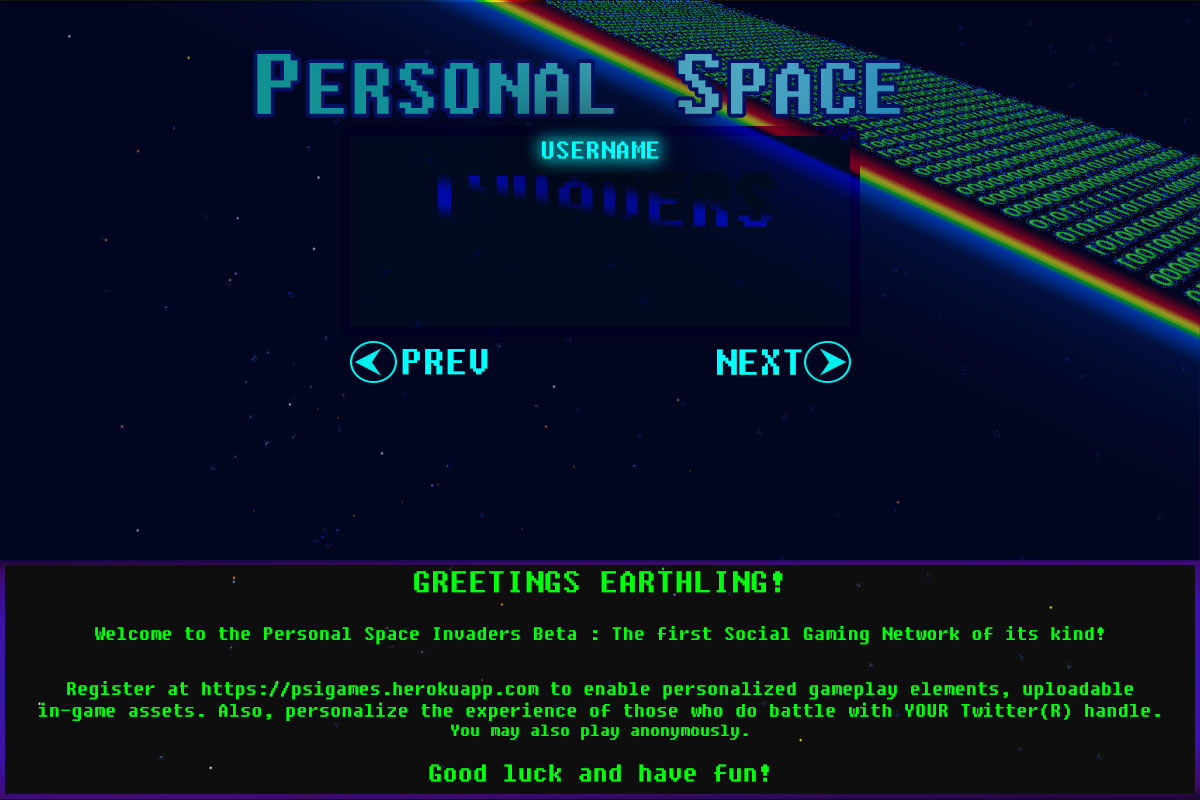 Personal Space
USERNAME
INVADERS
PREV
NEXT
GREETINGS EARTHLING!
Welcome to the Personal Space Invaders Beta : The first Social Gaming Network of its kind!
Register at https://psigames.herokuapp.com to enable personalized gameplay elements, uploadable
in-game assets. Also, personalize the experience of those who do battle with YOUR Twitter(R) handle.
You may also play anonymously.
Good luck and have fun!